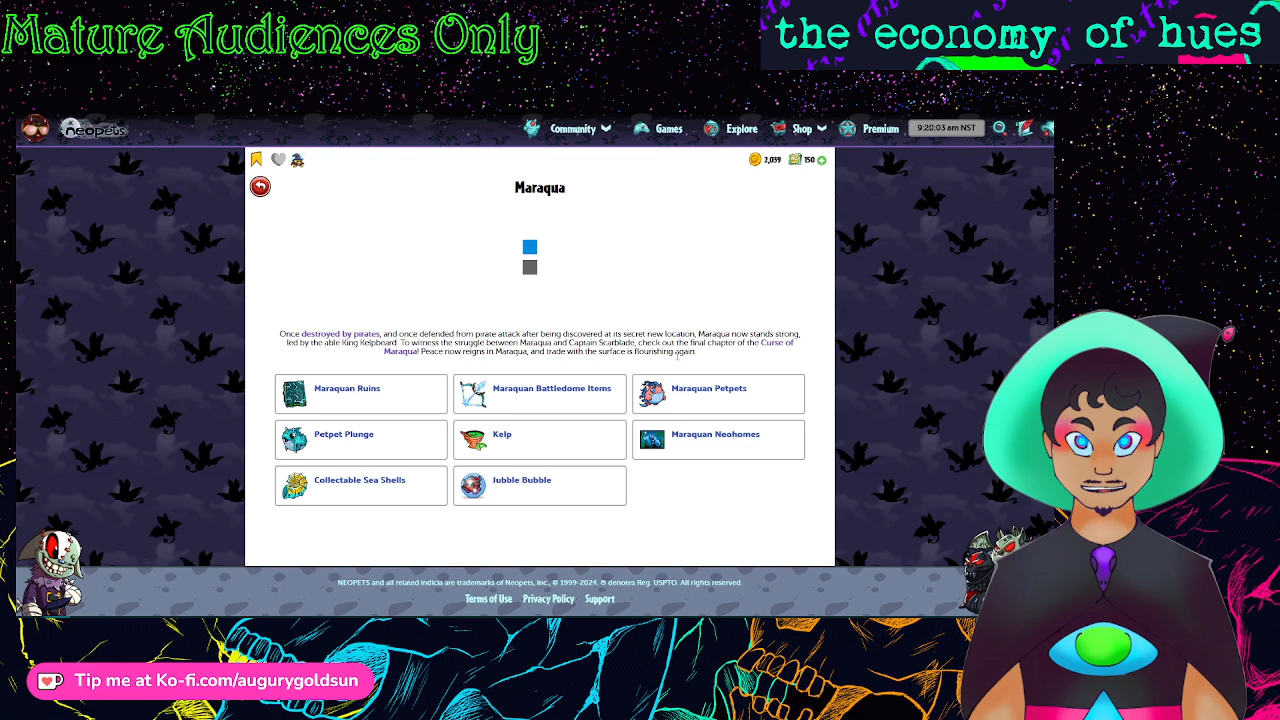 Mature Audiences Only
the economy of hues
neopets
Community
Games
Explore
Shop
Premium
9:20:03 am NST
2,039
150
Maraqua
Once destroyed by pirates, and once defended from pirate attack after being discovered at its secret new location, Maraqua now stands strong,
led by the able King Kelpbeard. To witness the struggle between Maraqua and Captain Scarblade, check out the final chapter of the Curse of
Maraqua! Peace now reigns in Maraqua, and trade with the surface is flourishing again.
Maraquan Ruins
Maraquan Battledome Items
Maraquan Petpets
Petpet Plunge
Kelp
Maraquan Neohomes
Collectable Sea Shells
Jubble Bubble
NEOPETS and all related indicia are trademarks of Neopets, Inc., © 1999-2024. ® denotes Reg. USPTO. All rights reserved.
Terms of Use
Privacy Policy
Support
Tip me at Ko-fi.com/augurygoldsun